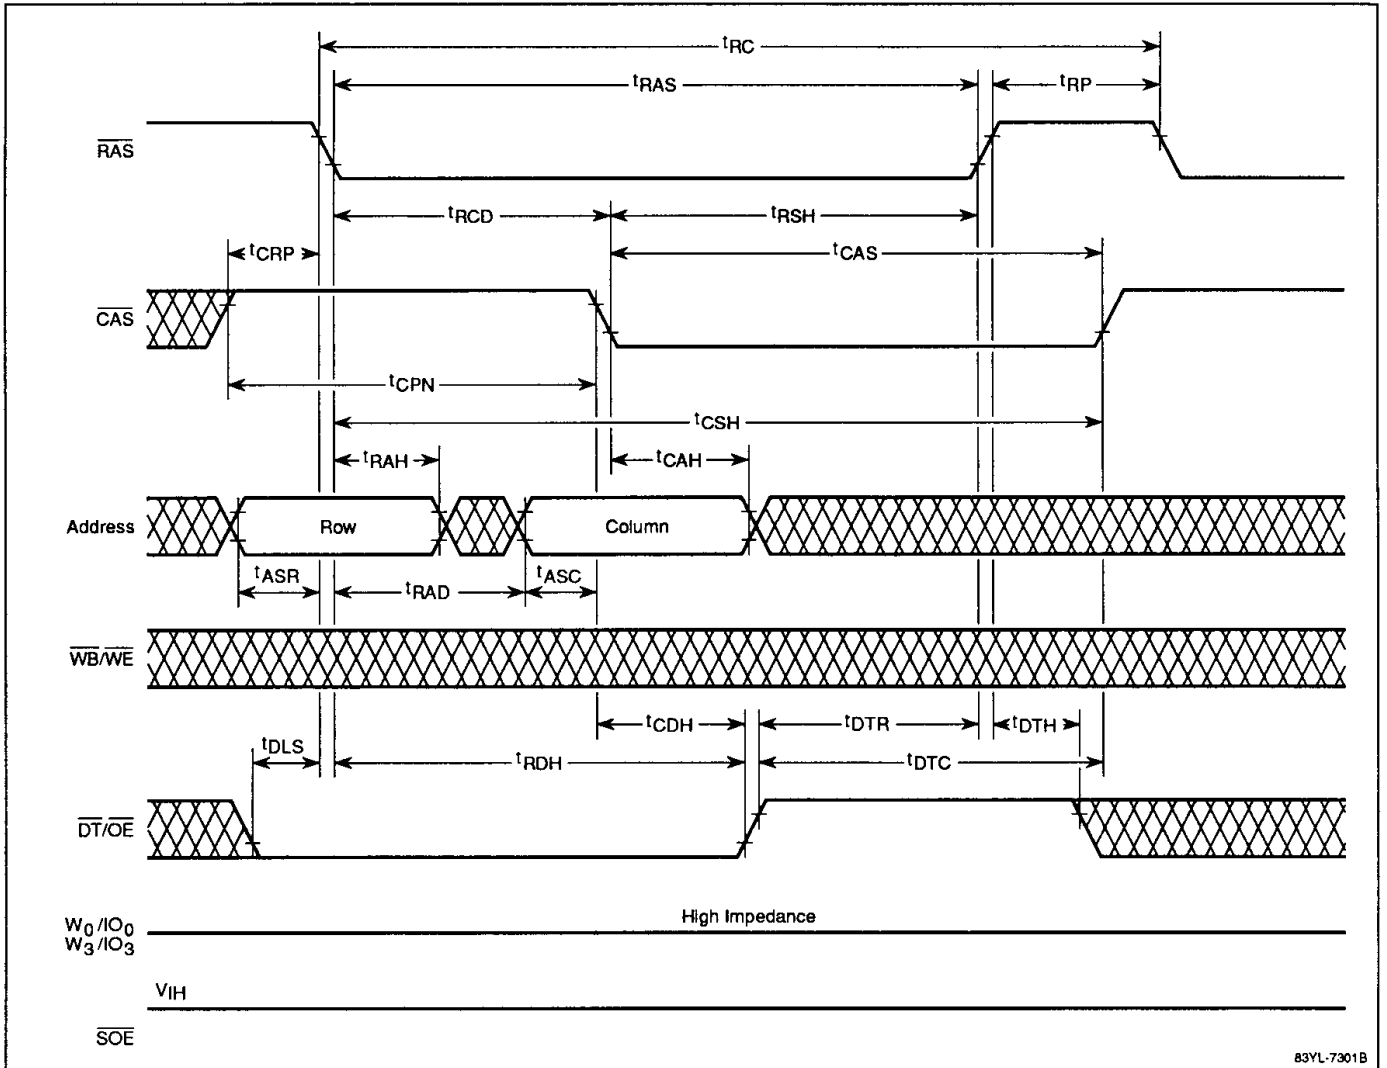 tRC
tRAS
tRP
RAS
tRCD
tRSH
tCRP
tCAS
CAS
tCPN
tCSH
tRAH
tCAH
Address
Row
Column
tASR
tRAD
tASC
WB/WE
tCDH
tDTR
tDTH
tDLS
tRDH
tDTC
DT/OE
High Impedance
W0/IO0
W3/IO3
VIH
SOE
83YL-7301B